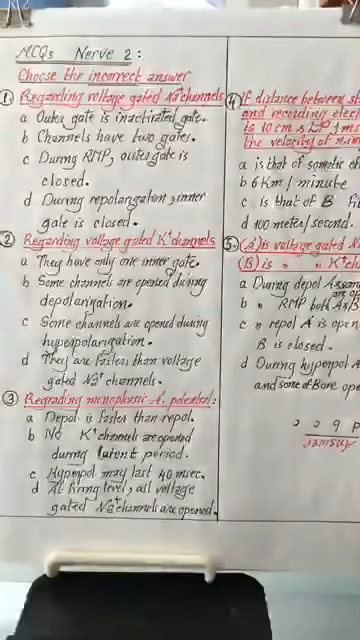 MCQs Nerve 2:
Choose the incorrect answer
① Regarding voltage gated Na⁺channels
a Outer gate is inactivated gate.
b Channels have two gates.
c During RMP, outer gate is
closed.
d During repolarization, inner
gate is closed.
② Regarding voltage gated K⁺channels
a They have only one inner gate.
b Some channels are opened during
depolarization.
c Some channels are opened during
hyperpolarization.
d They are faster than voltage
gated Na⁺ channels.
③ Regrading monophasic A. potential:
a Depol. is faster than repol.
b No K⁺channels are opened
during latent period.
c Hyperpol may last 40 msec.
d At firing level, all voltage
gated Na⁺channels are opened.
④ If distance between
and recording
is 10 cm & L.P 1 ms
the velocity of
a is that of somatic
b 6 Km / minute
c is that of B
d 100 meter/second.
⑤ (A) is voltage gated
(B) is " " K⁺
a During depol A
b " RMP both A & B
c " repol A is open
B is closed.
d During hyperpol A
and some of B are